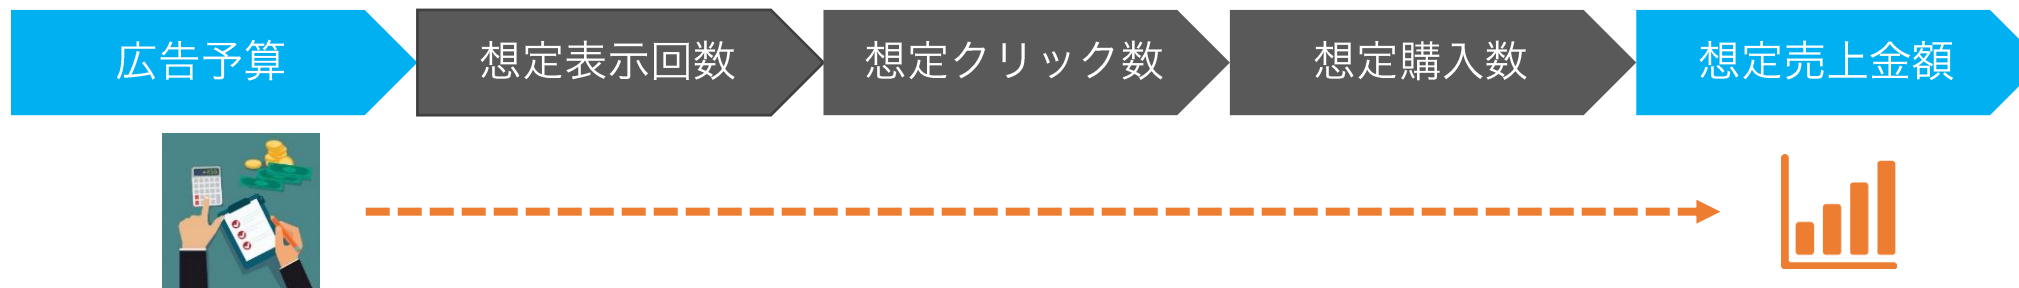 広告予算
想定表示回数
想定クリック数
想定購入数
想定売上金額